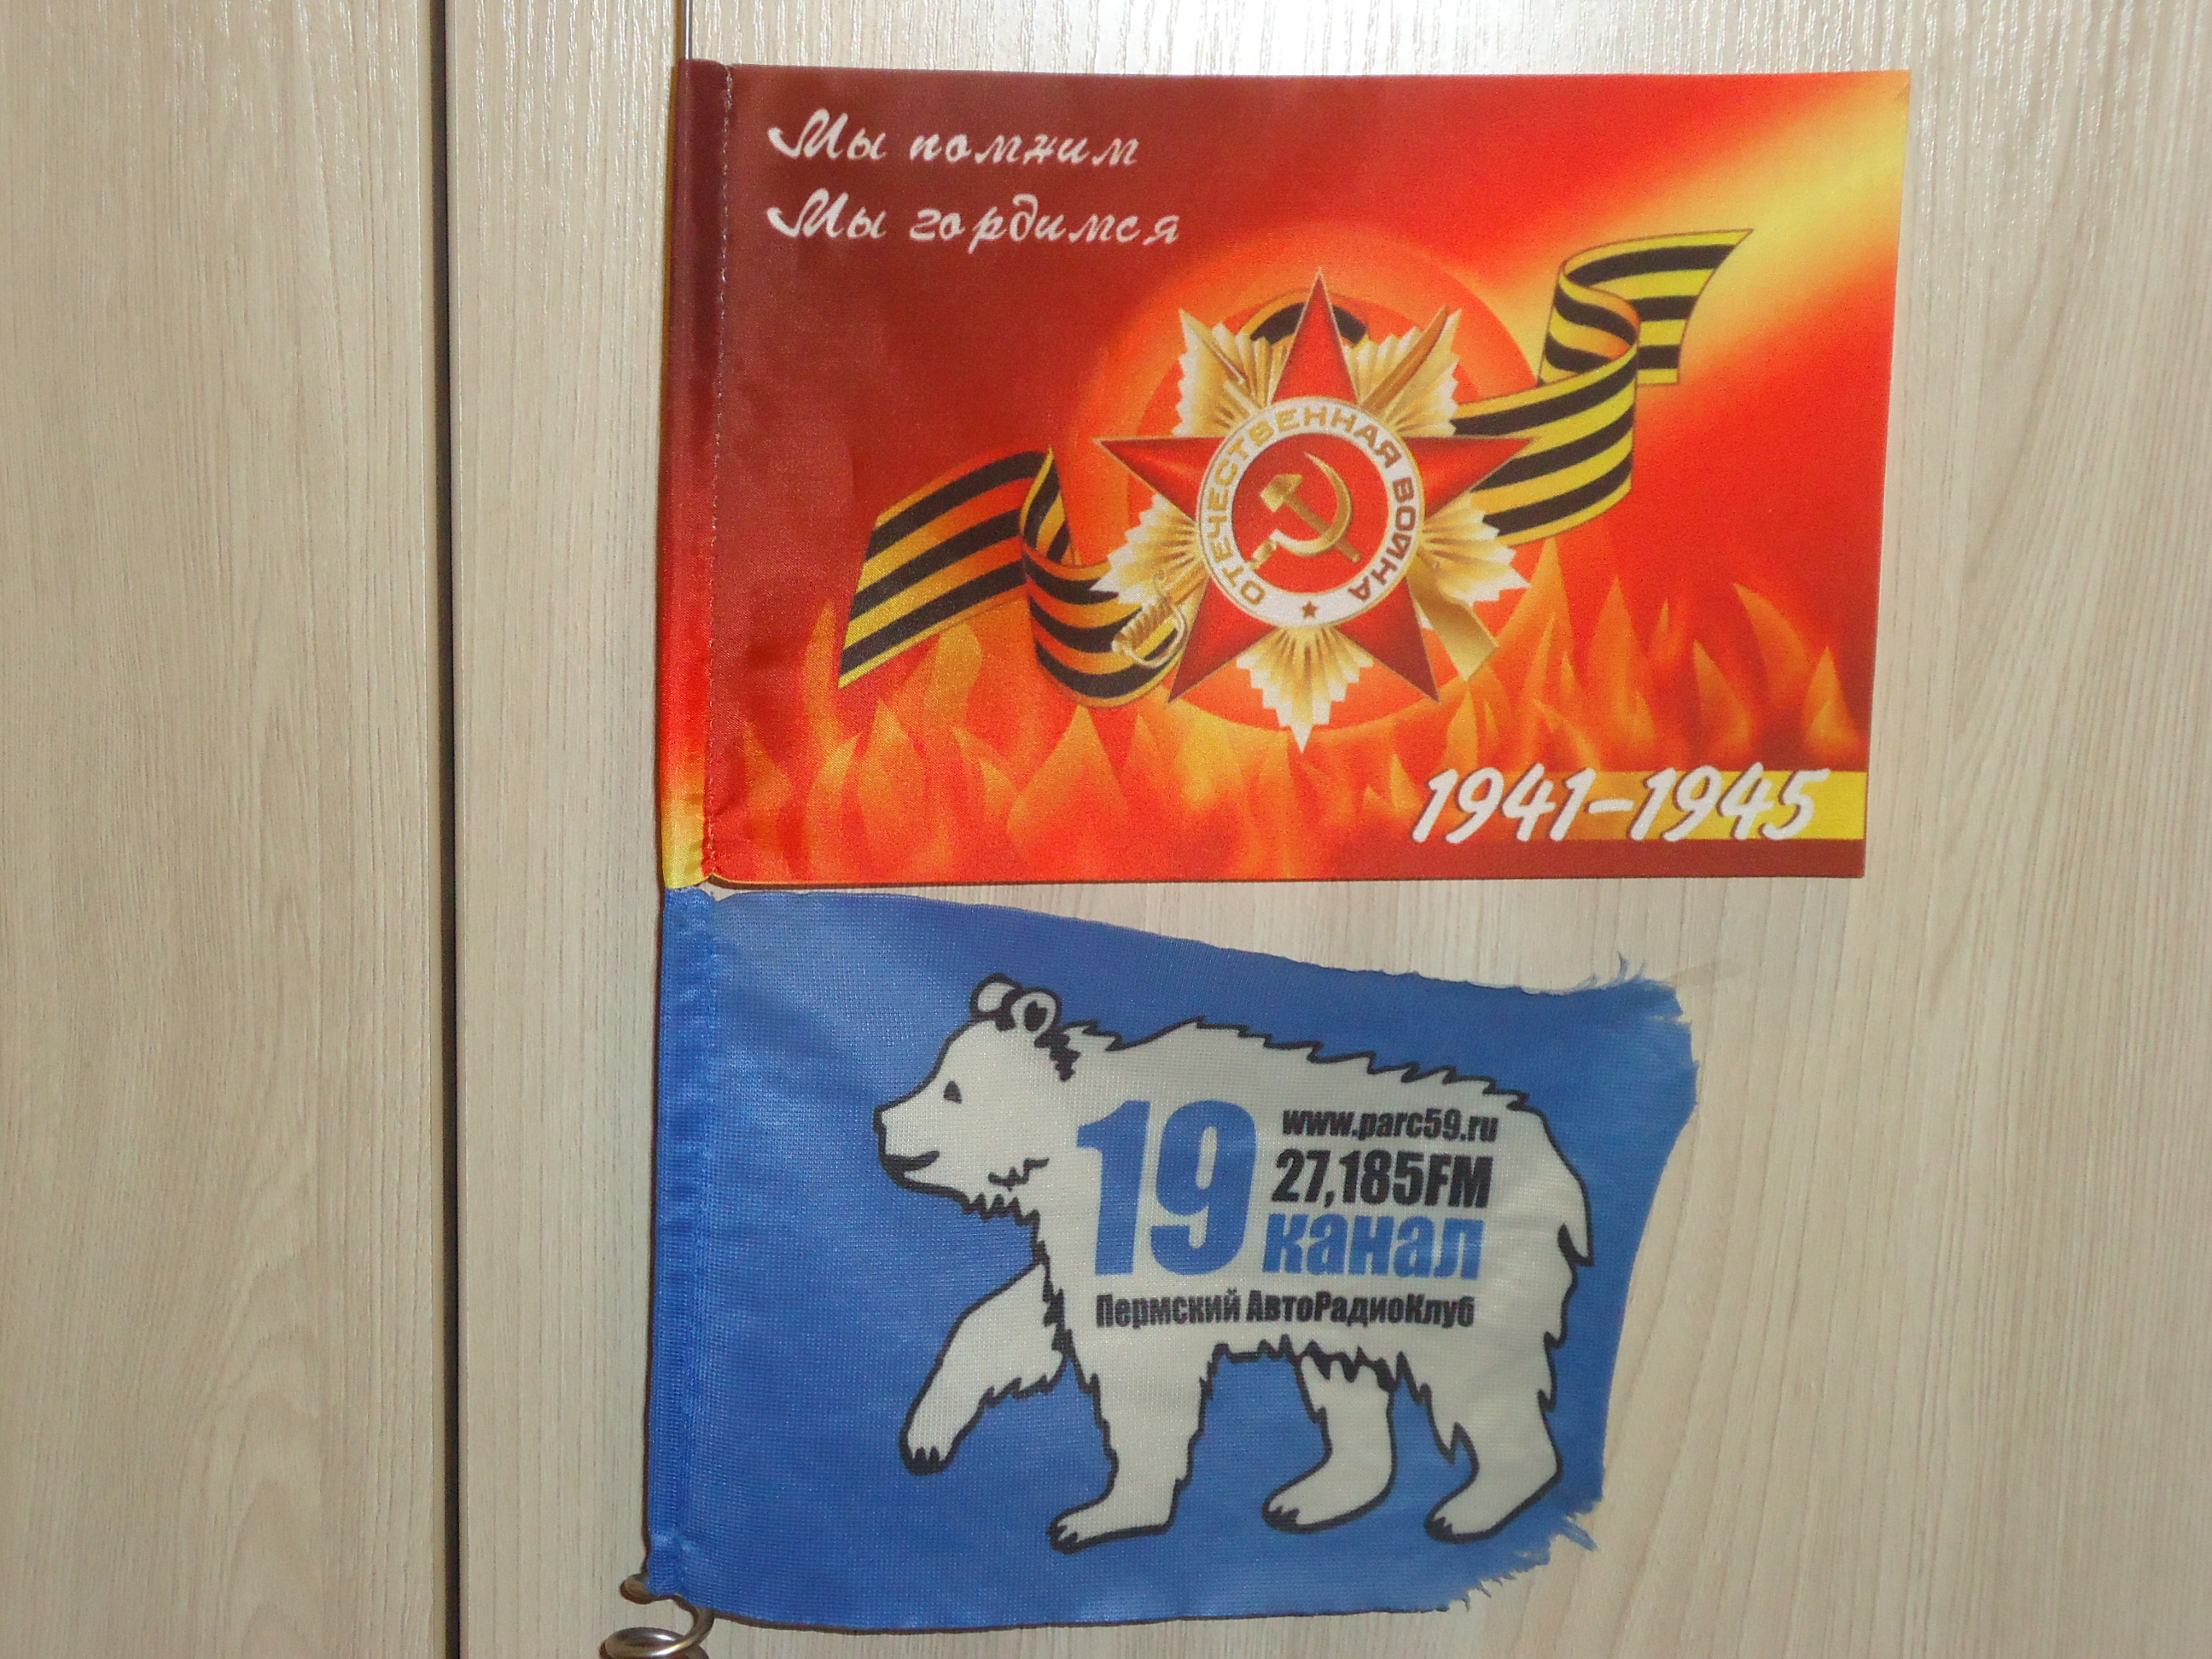 Мы помним
Мы гордимся
ОТЕЧЕСТВЕННАЯ ВОЙНА
1941-1945
19
www.parc59.ru
27,185FM
канал
Пермский АвтоРадиоКлуб